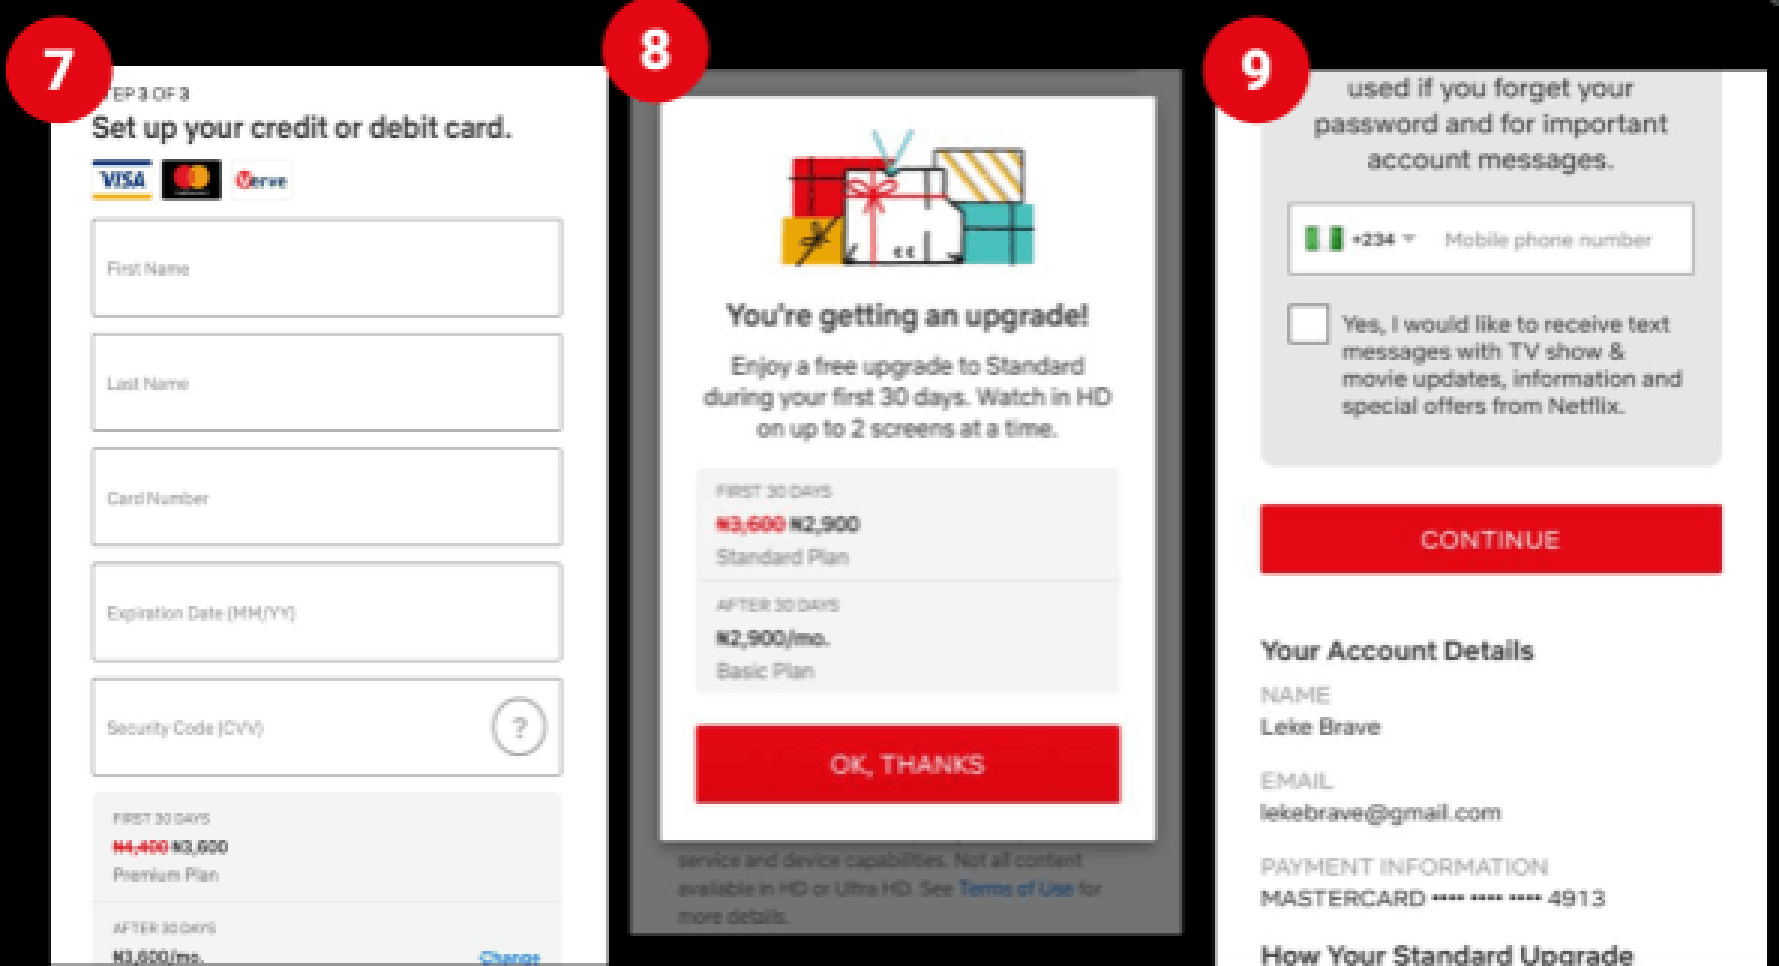 7
TEP 3 OF 3
Set up your credit or debit card.
VISA
Verve
First Name
Last Name
Card Number
Expiration Date (MM/YY)
Security Code (CVV)
?
FIRST 30 DAYS
₦4,400 ₦3,600
Premium Plan
AFTER 30 DAYS
₦3,600/mo.
Change
8
You're getting an upgrade!
Enjoy a free upgrade to Standard
during your first 30 days. Watch in HD
on up to 2 screens at a time.
FIRST 30 DAYS
₦3,600 ₦2,900
Standard Plan
AFTER 30 DAYS
₦2,900/mo.
Basic Plan
OK, THANKS
service and device capabilities. Not all content
available in HD or Ultra HD. See Terms of Use for
more details.
9
used if you forget your
password and for important
account messages.
+234
Mobile phone number
Yes, I would like to receive text
messages with TV show &
movie updates, information and
special offers from Netflix.
CONTINUE
Your Account Details
NAME
Leke Brave
EMAIL
lekebrave@gmail.com
PAYMENT INFORMATION
MASTERCARD •••• •••• •••• 4913
How Your Standard Upgrade